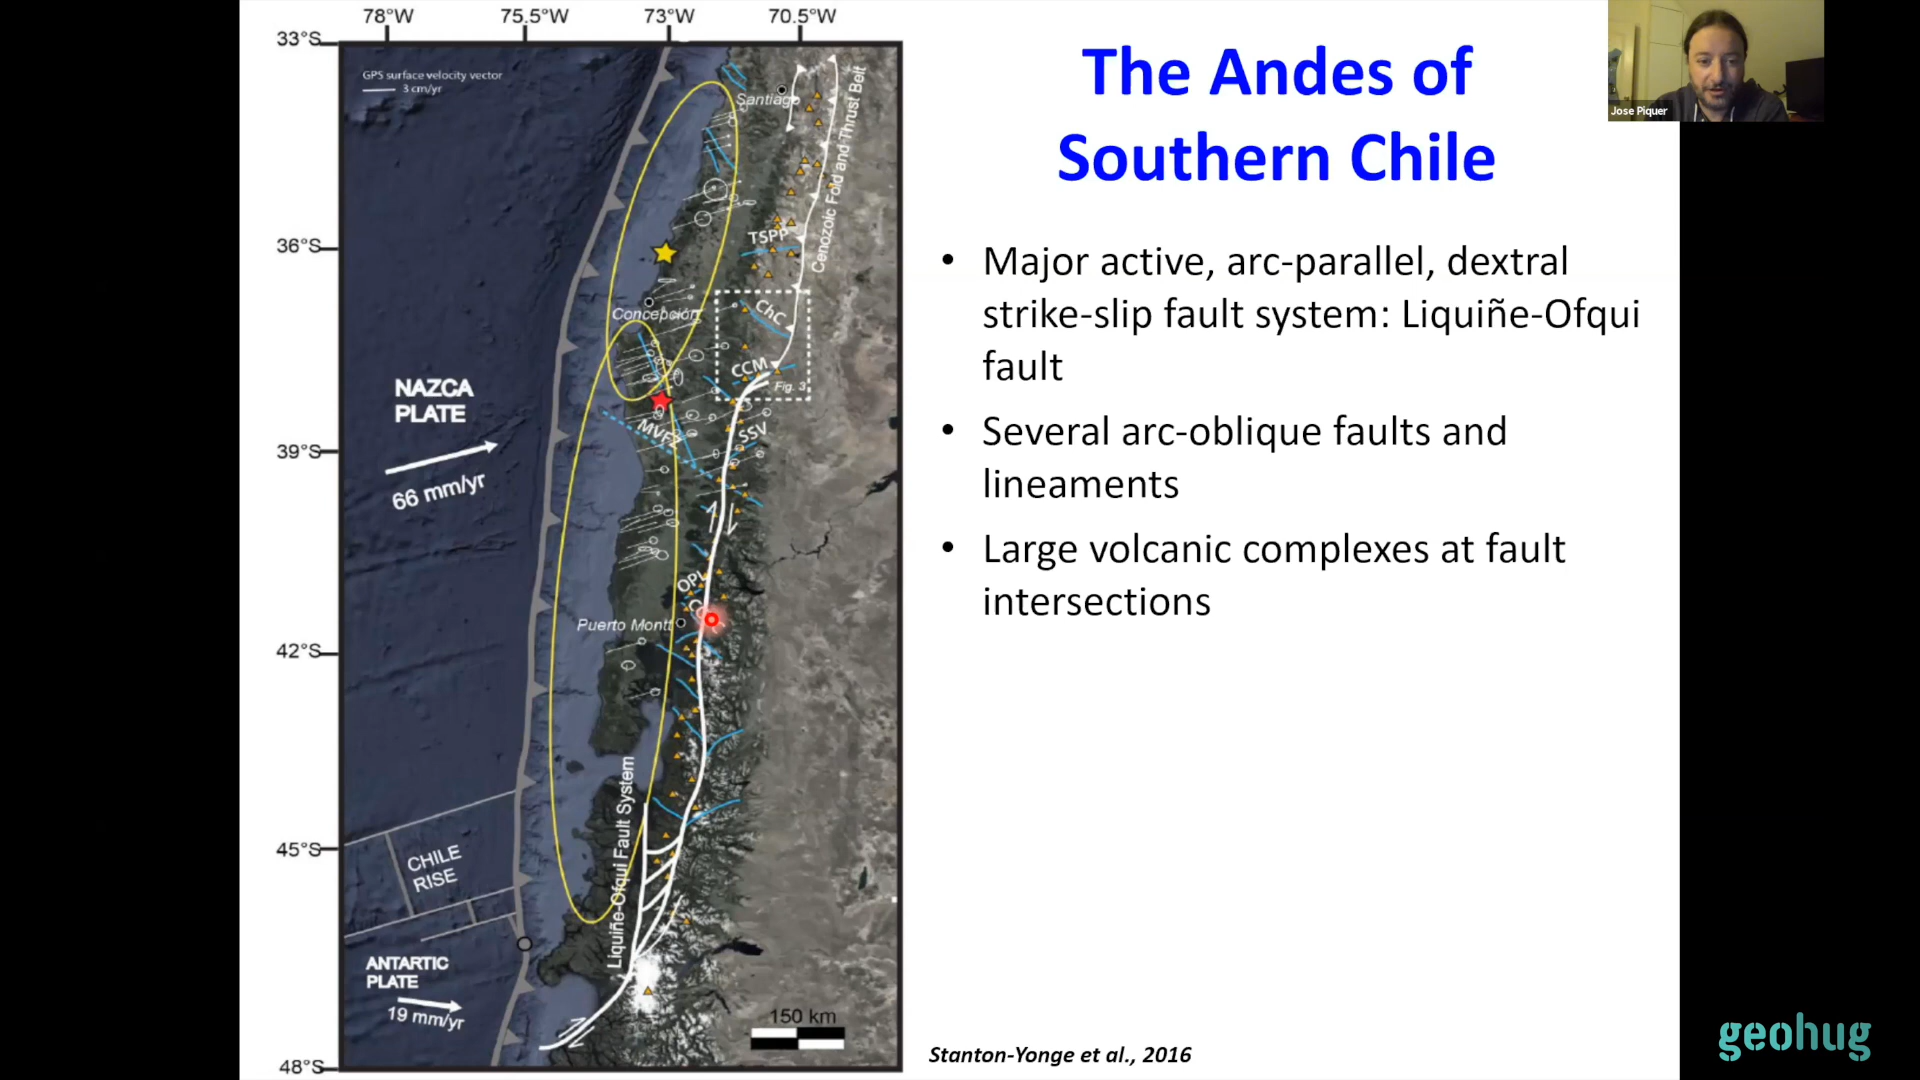 78°W 75.5°W 73°W 70.5°W
33°S
36°S
39°S
42°S
45°S
48°S
GPS surface velocity vector
3 cm/yr
Santiago
Cenozoic Fold and Thrust Belt
TSPP
ChC
Concepción
CCM
Fig. 3
NAZCA
PLATE
66 mm/yr
MVFZ
SSV
OPL
Puerto Montt
Liquiñe-Ofqui Fault System
CHILE
RISE
ANTARTIC
PLATE
19 mm/yr
150 km
The Andes of
Southern Chile
• Major active, arc-parallel, dextral
strike-slip fault system: Liquiñe-Ofqui
fault
• Several arc-oblique faults and
lineaments
• Large volcanic complexes at fault
intersections
Stanton-Yonge et al., 2016
Jose Piquer
geohug